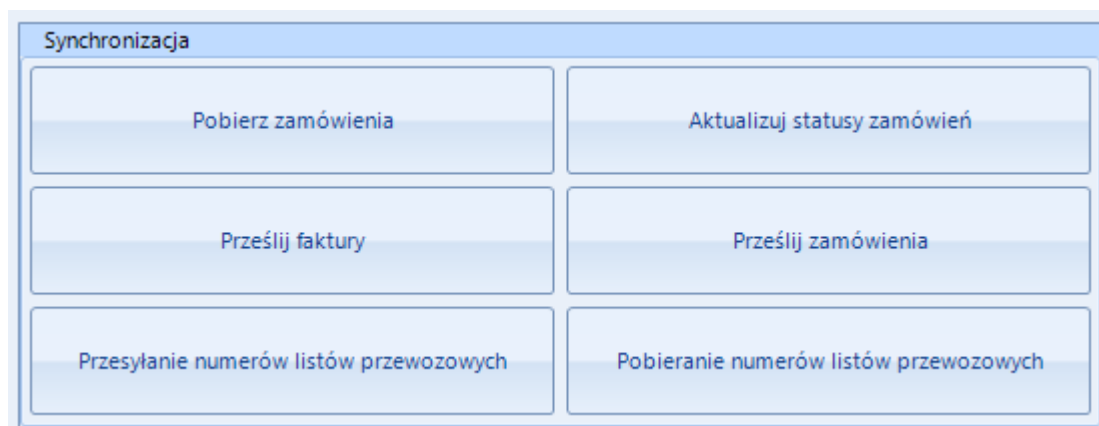 Synchronizacja
Pobierz zamówienia
Aktualizuj statusy zamówień
Prześlij faktury
Prześlij zamówienia
Przesyłanie numerów listów przewozowych
Pobieranie numerów listów przewozowych